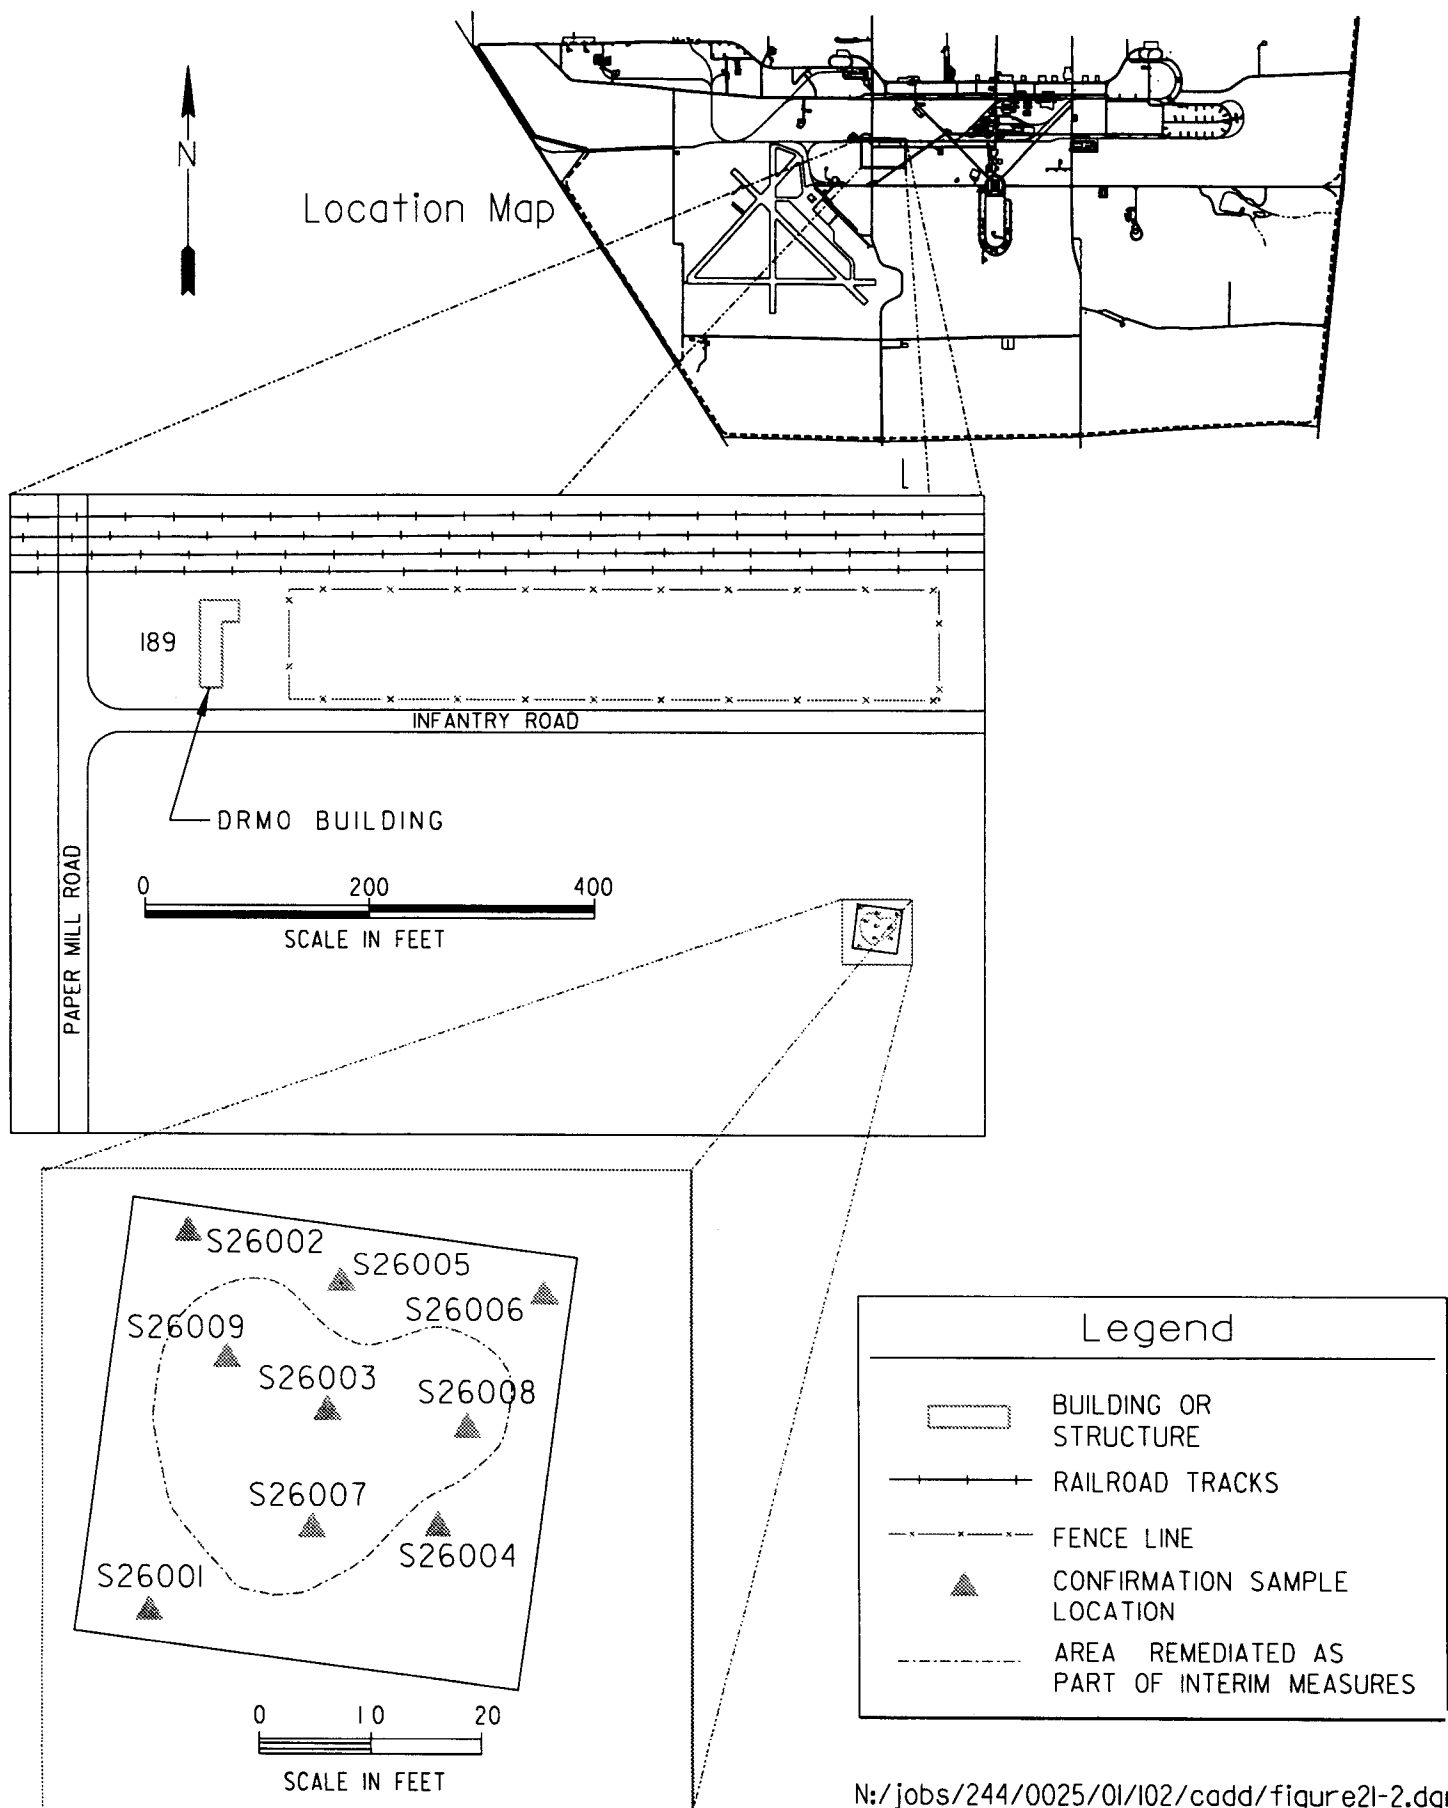 N
Location Map
189
INFANTRY ROAD
DRMO BUILDING
PAPER MILL ROAD
0 200 400
SCALE IN FEET
S26002
S26005
S26006
S26009
S26003
S26008
S26007
S26004
S26001
0 10 20
SCALE IN FEET
Legend
BUILDING OR
STRUCTURE
RAILROAD TRACKS
FENCE LINE
CONFIRMATION SAMPLE
LOCATION
AREA REMEDIATED AS
PART OF INTERIM MEASURES
N:/jobs/244/0025/01/102/cadd/figure21-2.dgn